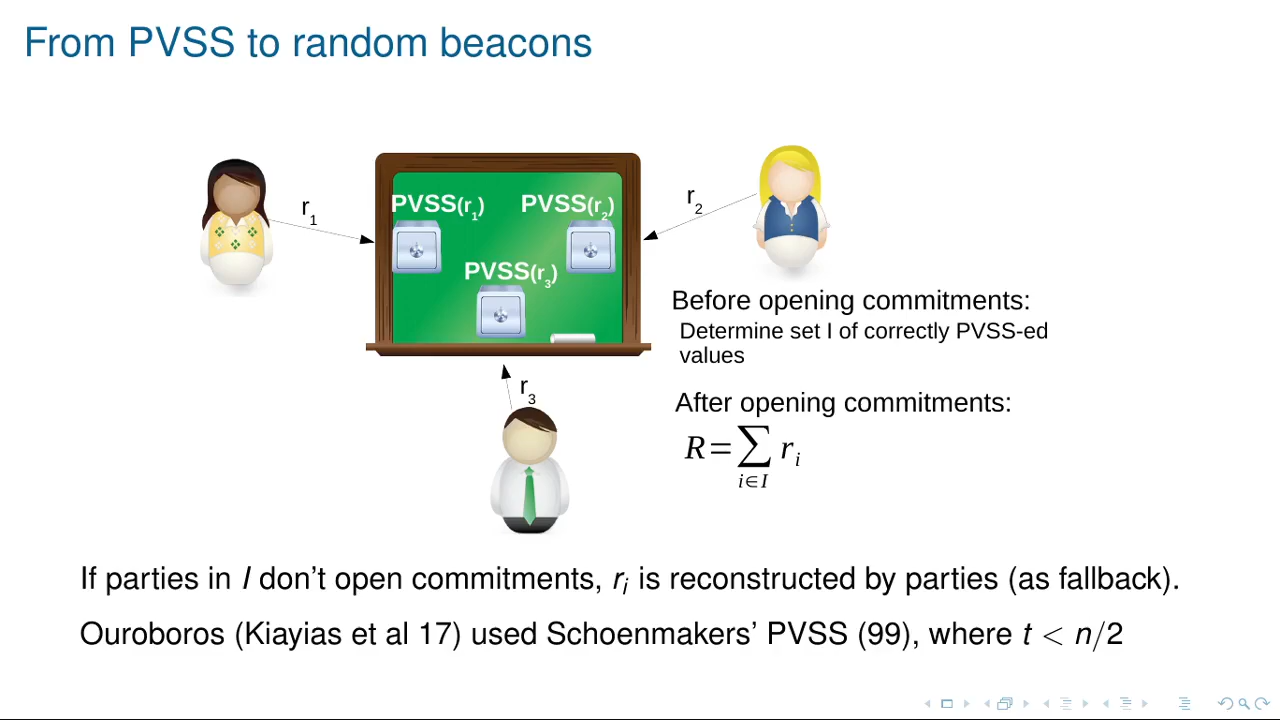 From PVSS to random beacons
r1
PVSS(r1)
PVSS(r2)
r2
PVSS(r3)
Before opening commitments:
Determine set I of correctly PVSS-ed
values
r3
After opening commitments:
R=∑ ri
i∈I
If parties in I don't open commitments, ri is reconstructed by parties (as fallback).
Ouroboros (Kiayias et al 17) used Schoenmakers' PVSS (99), where t < n/2